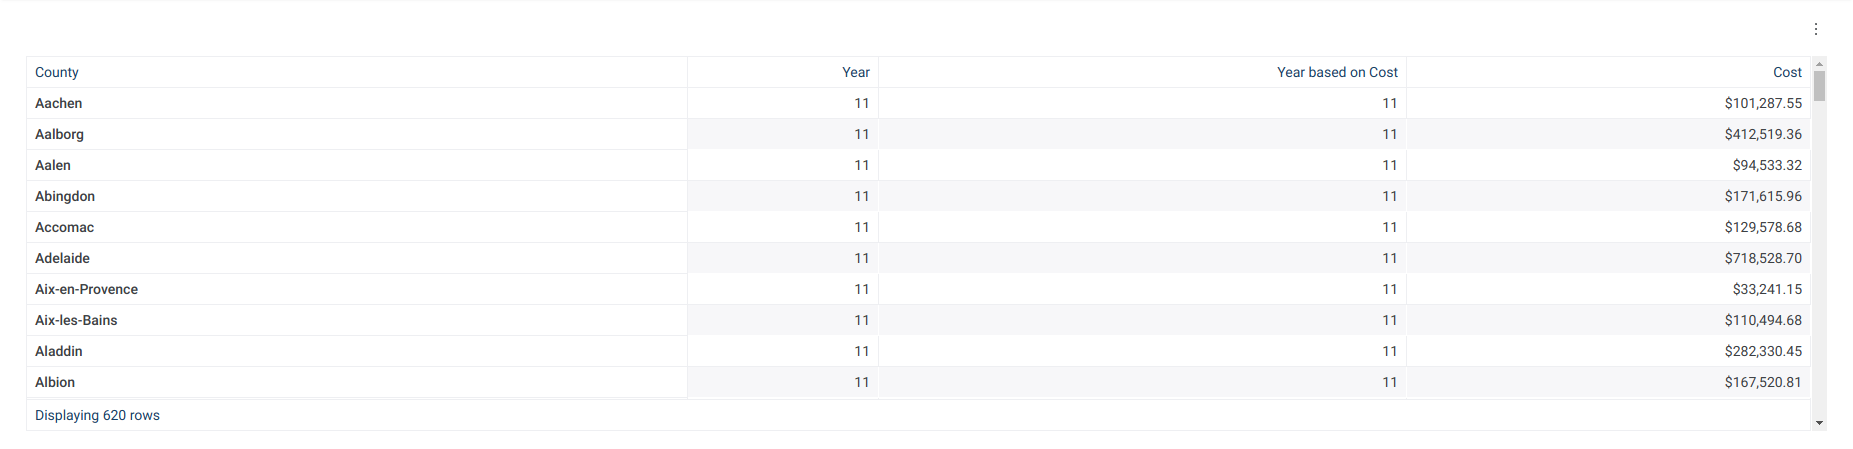 County Year Year based on Cost Cost
Aachen 11 11 $101,287.55
Aalborg 11 11 $412,519.36
Aalen 11 11 $94,533.32
Abingdon 11 11 $171,615.96
Accomac 11 11 $129,578.68
Adelaide 11 11 $718,528.70
Aix-en-Provence 11 11 $33,241.15
Aix-les-Bains 11 11 $110,494.68
Aladdin 11 11 $282,330.45
Albion 11 11 $167,520.81
Displaying 620 rows